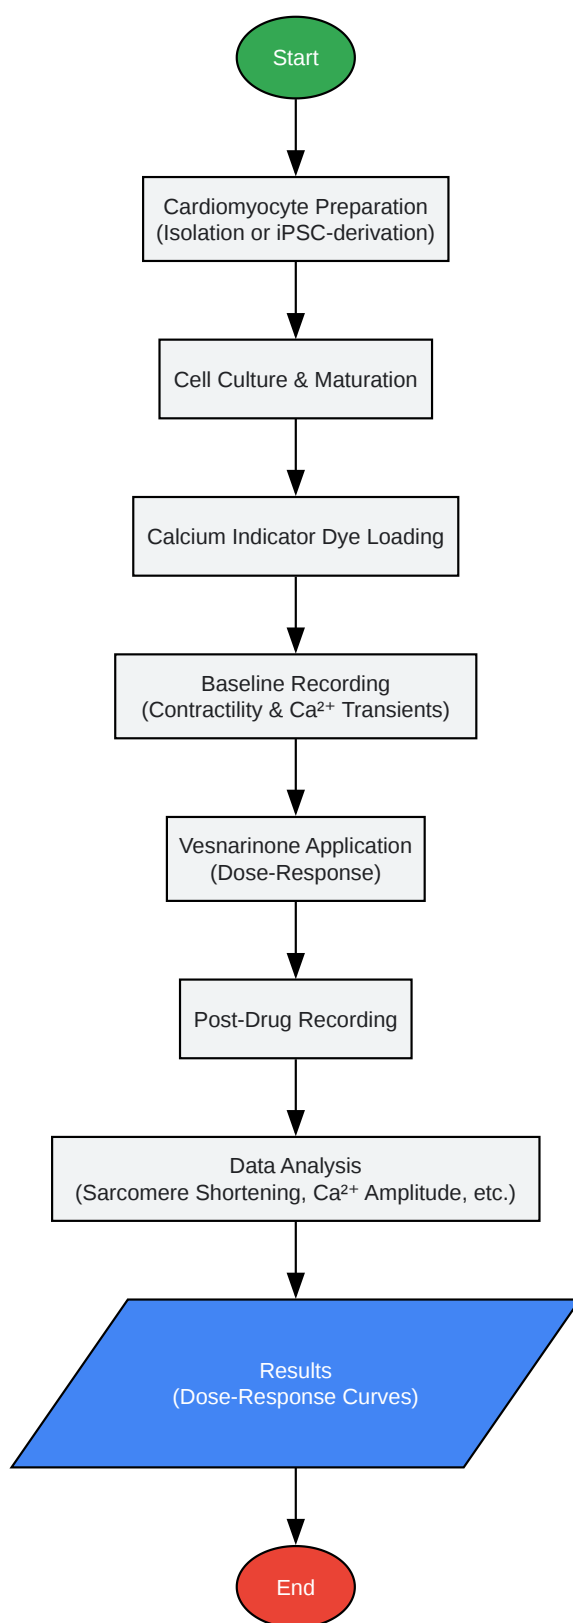 Start
Cardiomyocyte Preparation
(Isolation or iPSC-derivation)
Cell Culture & Maturation
Calcium Indicator Dye Loading
Baseline Recording
(Contractility & Ca²⁺ Transients)
Vesnarinone Application
(Dose-Response)
Post-Drug Recording
Data Analysis
(Sarcomere Shortening, Ca²⁺ Amplitude, etc.)
Results
(Dose-Response Curves)
End